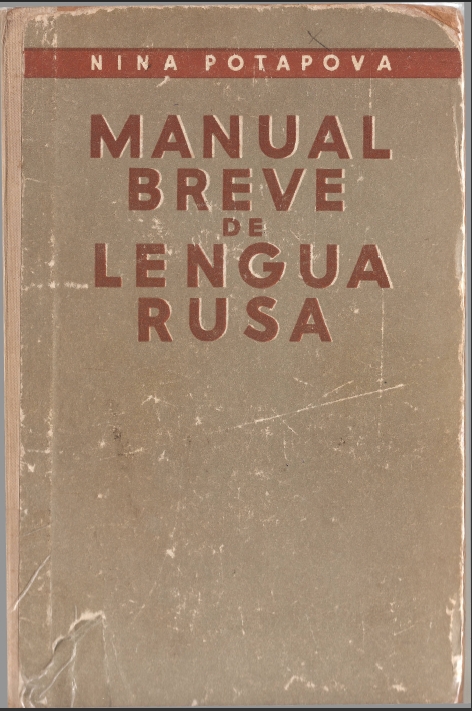 NINA POTAPOVA
MANUAL
BREVE
DE
LENGUA
RUSA